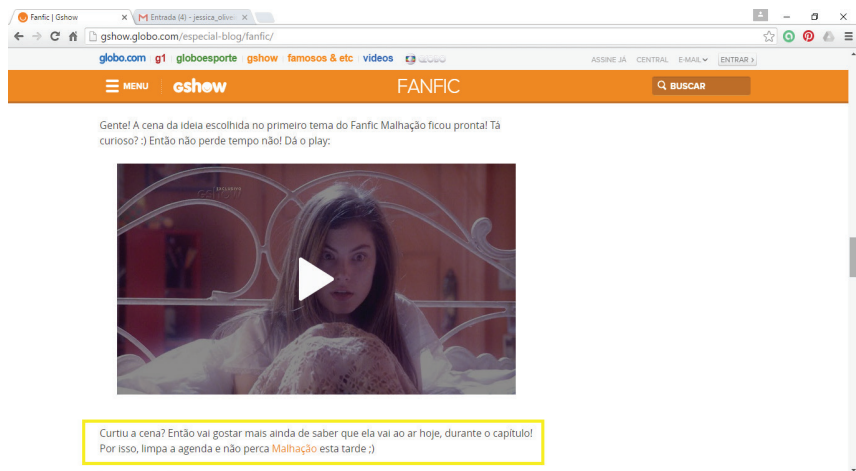 Fanfic | Gshow
Entrada (4) - jessica_oliver
gshow.globo.com/especial-blog/fanfic/
globo.com g1 globoesporte gshow famosos & etc vídeos
ASSINE JÁ CENTRAL E-MAIL ENTRAR
MENU gshow FANFIC BUSCAR
Gente! A cena da ideia escolhida no primeiro tema do Fanfic Malhação ficou pronta! Tá
curioso? :) Então não perde tempo não! Dá o play:
EXCLUSIVO
gshow
Curtiu a cena? Então vai gostar mais ainda de saber que ela vai ao ar hoje, durante o capítulo!
Por isso, limpa a agenda e não perca Malhação esta tarde ;)